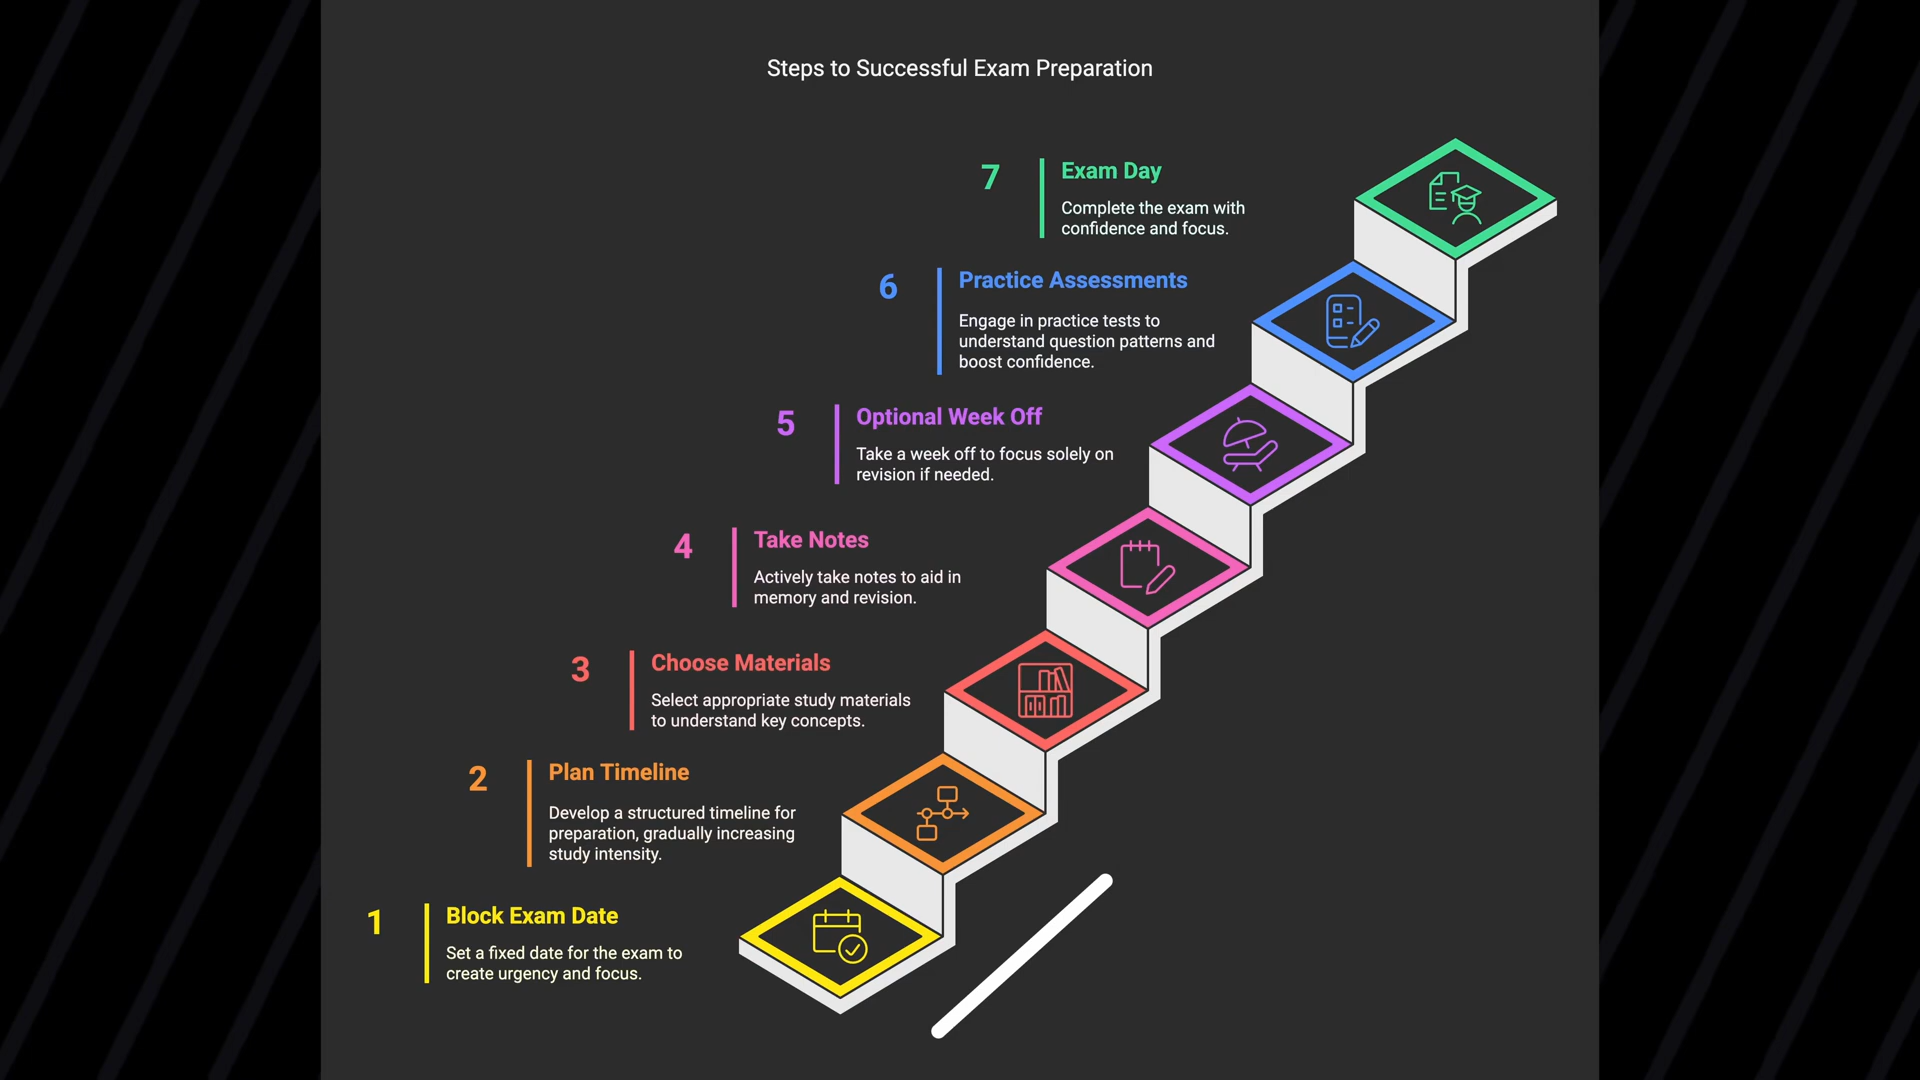 Steps to Successful Exam Preparation
7
Exam Day
Complete the exam with
confidence and focus.
6
Practice Assessments
Engage in practice tests to
understand question patterns and
boost confidence.
5
Optional Week Off
Take a week off to focus solely on
revision if needed.
4
Take Notes
Actively take notes to aid in
memory and revision.
3
Choose Materials
Select appropriate study materials
to understand key concepts.
2
Plan Timeline
Develop a structured timeline for
preparation, gradually increasing
study intensity.
1
Block Exam Date
Set a fixed date for the exam to
create urgency and focus.